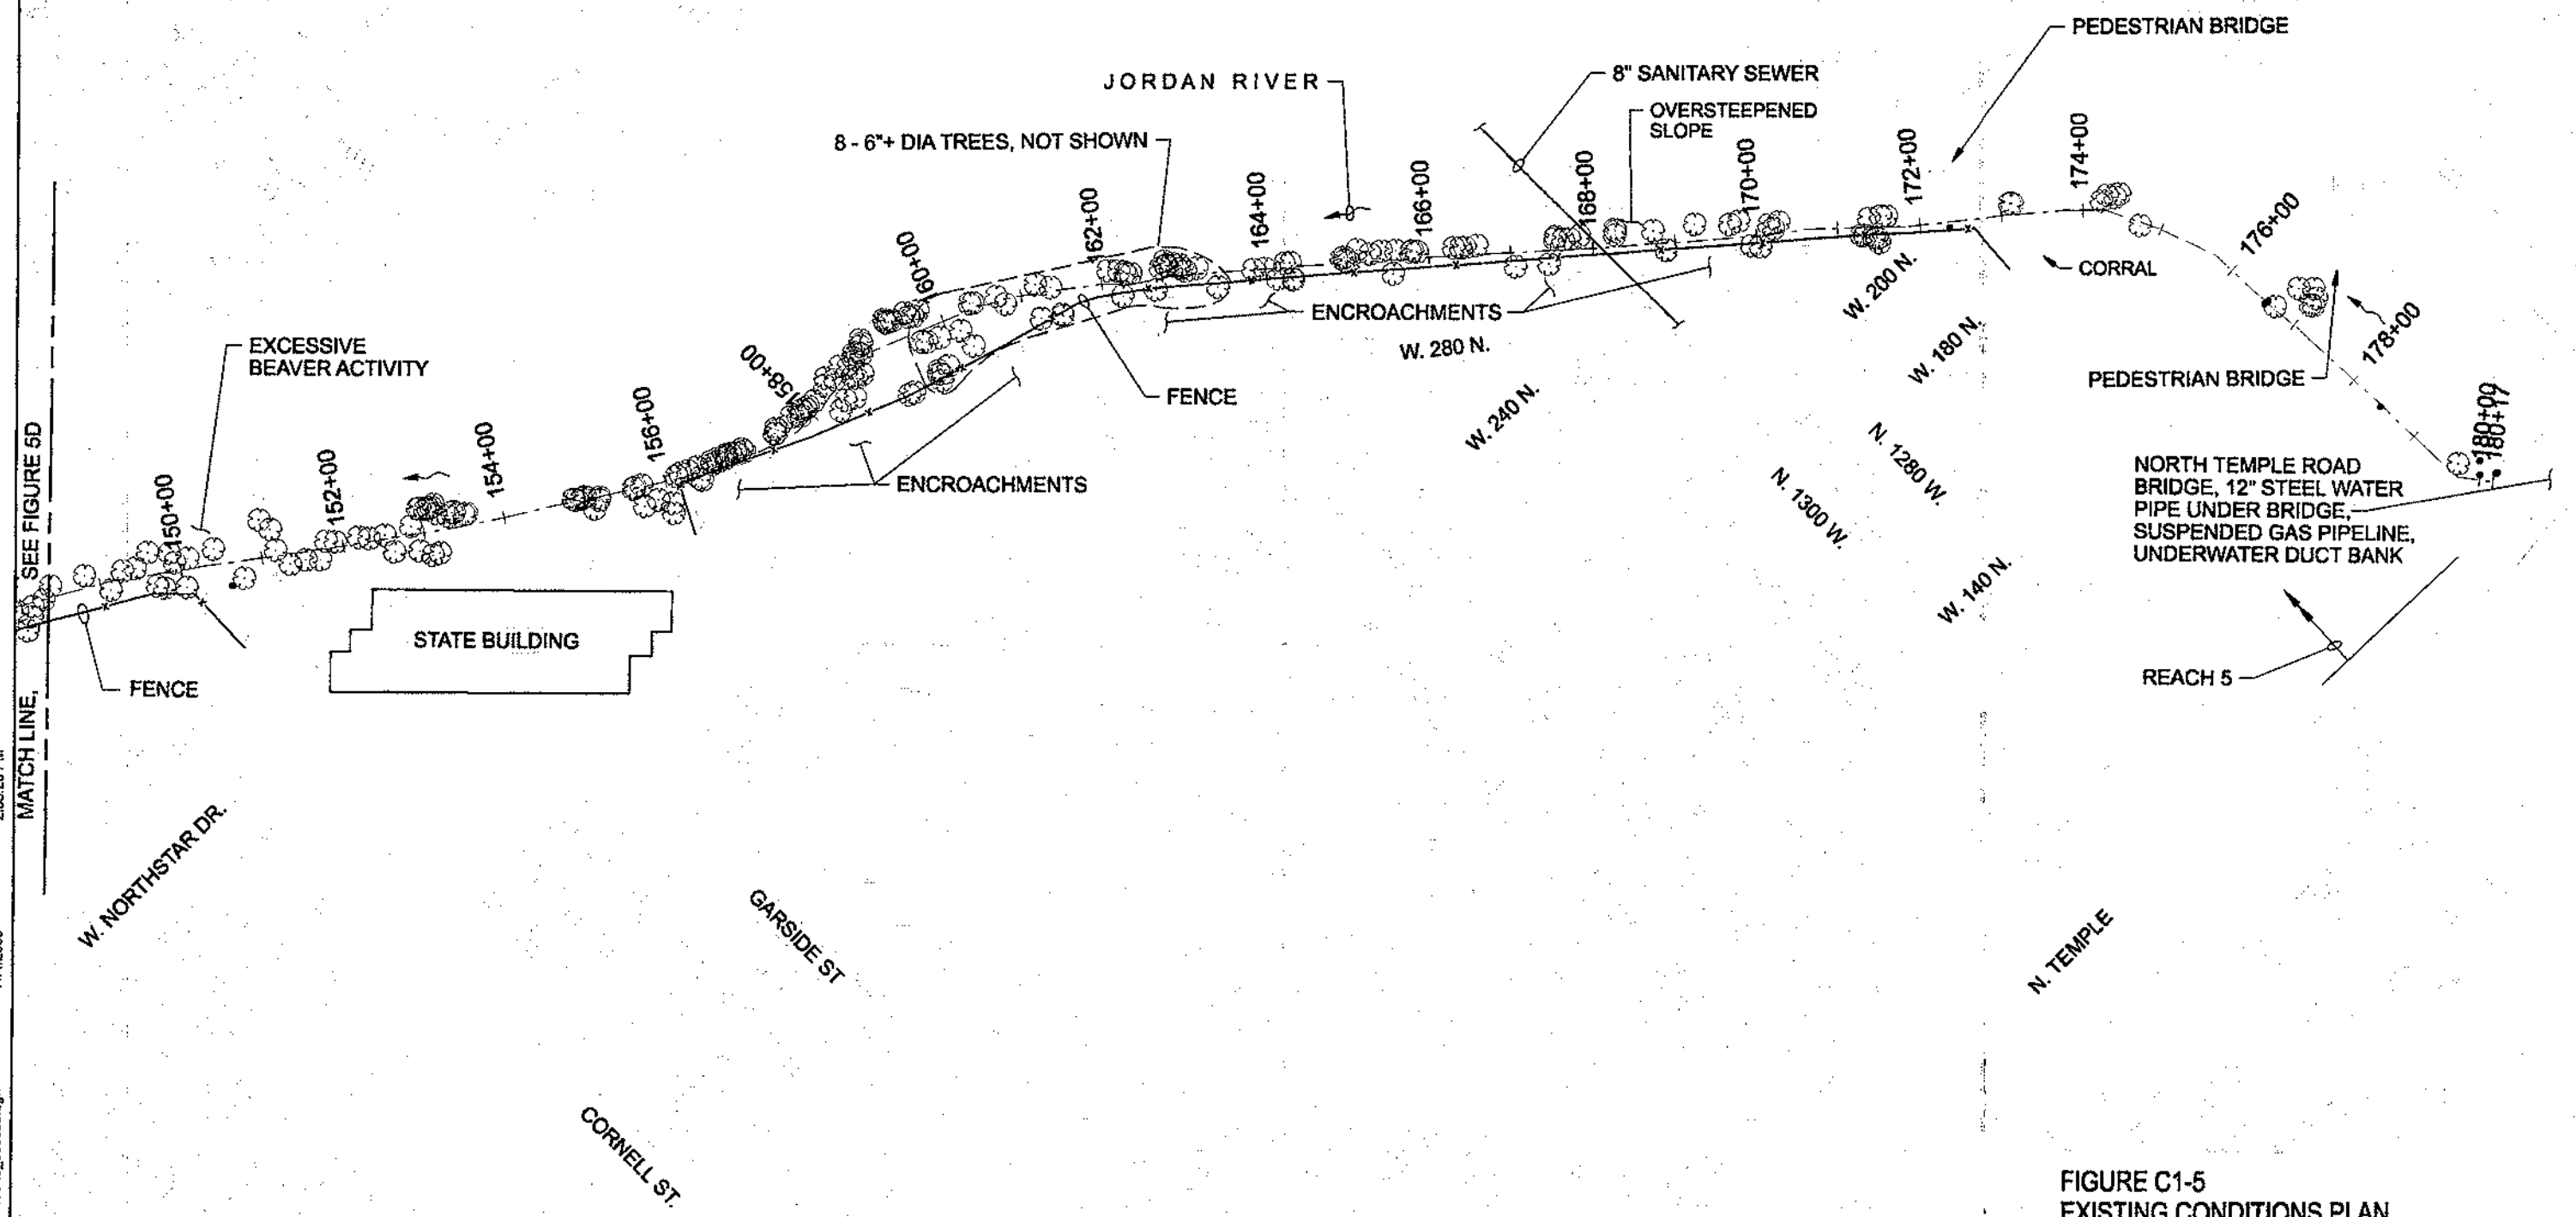 PEDESTRIAN BRIDGE
JORDAN RIVER
8" SANITARY SEWER
OVERSTEEPENED
SLOPE
8 - 6"+ DIA TREES, NOT SHOWN
174+00
172+00
170+00
168+00
166+00
164+00
162+00
160+00
176+00
CORRAL
W. 200 N.
ENCROACHMENTS
W. 280 N.
W. 180 N.
178+00
PEDESTRIAN BRIDGE
EXCESSIVE
BEAVER ACTIVITY
158+00
FENCE
156+00
W. 240 N.
154+00
152+00
150+00
ENCROACHMENTS
N. 1280 W.
N. 1300 W.
180+00
180+17
NORTH TEMPLE ROAD
BRIDGE, 12" STEEL WATER
PIPE UNDER BRIDGE,
SUSPENDED GAS PIPELINE,
UNDERWATER DUCT BANK
W. 140 N.
MATCH LINE, SEE FIGURE 5D
STATE BUILDING
FENCE
REACH 5
W. NORTHSTAR DR.
GARSIDE ST
N. TEMPLE
CORNELL ST.
FIGURE C1-5
EXISTING CONDITIONS PLAN